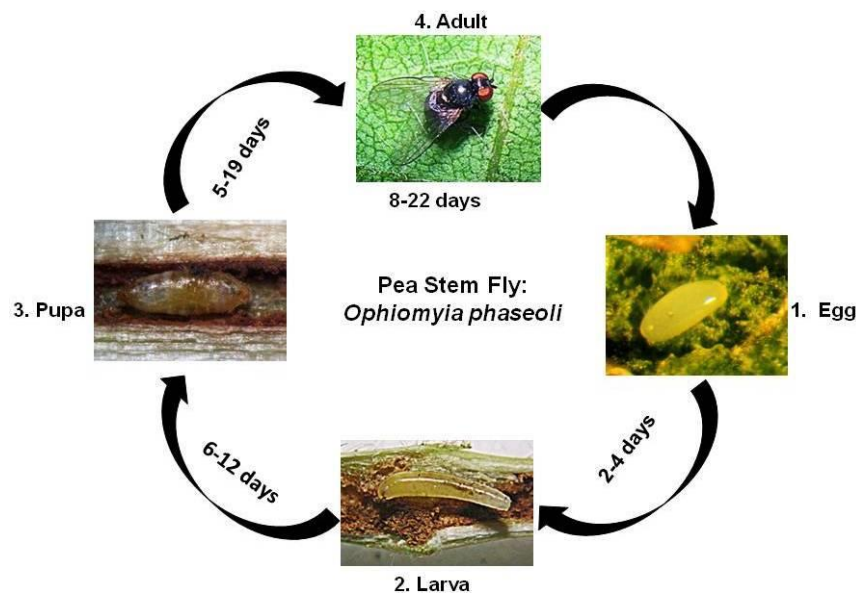 4. Adult
8-22 days
5-19 days
3. Pupa
Pea Stem Fly:
Ophiomyia phaseoli
1. Egg
6-12 days
2-4 days
2. Larva